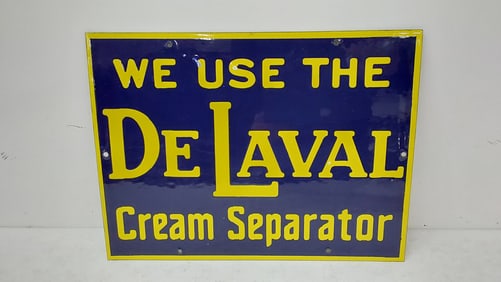 WE USE THE
DE LAVAL
Cream Separator